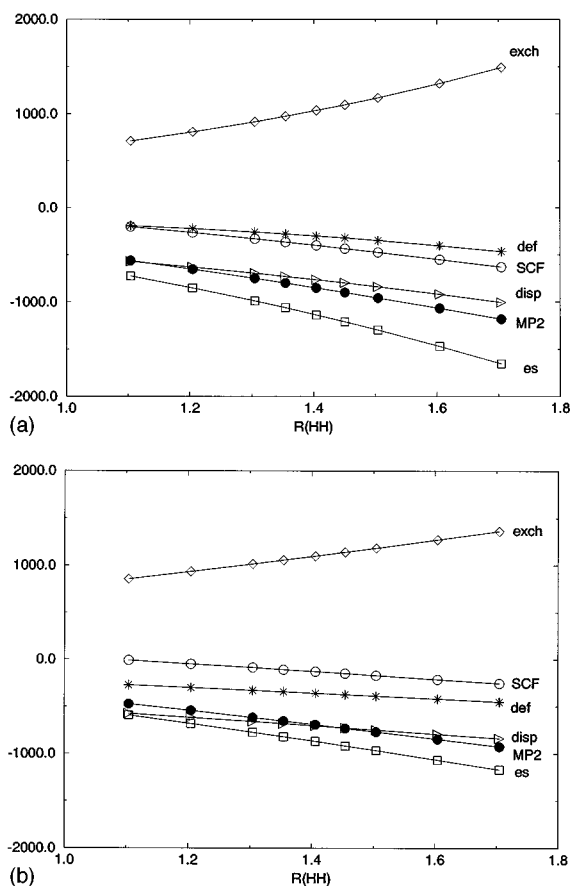 2000.0
exch
1000.0
0.0
def
SCF
-1000.0
disp
MP2
es
-2000.0
1.0 1.2 1.4 1.6 1.8
(a) R(HH)
2000.0
exch
1000.0
0.0
SCF
def
disp
-1000.0
MP2
es
-2000.0
1.0 1.2 1.4 1.6 1.8
(b) R(HH)